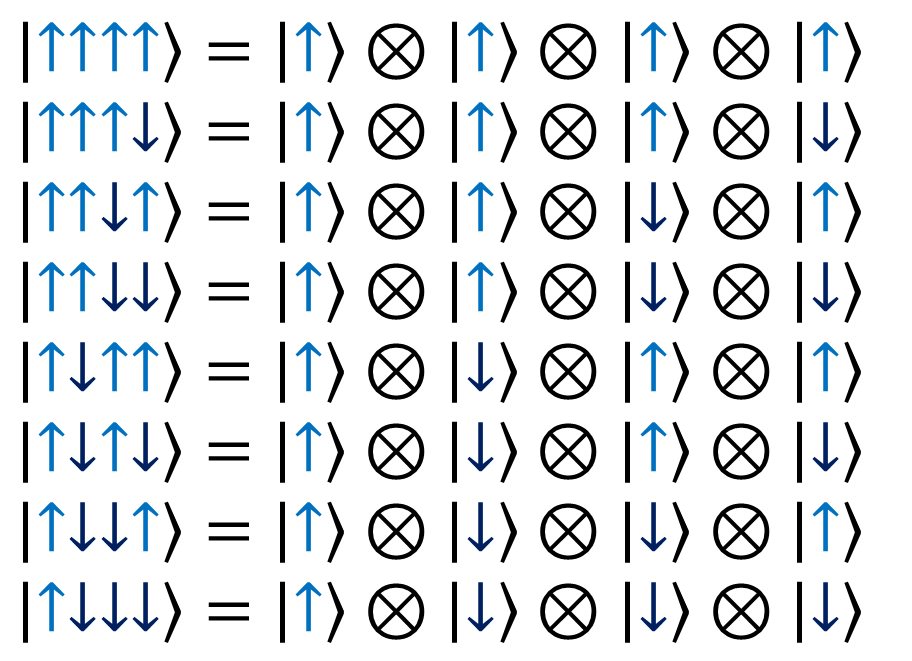 |↑↑↑↑⟩ = |↑⟩ ⊗ |↑⟩ ⊗ |↑⟩ ⊗ |↑⟩
|↑↑↑↓⟩ = |↑⟩ ⊗ |↑⟩ ⊗ |↑⟩ ⊗ |↓⟩
|↑↑↓↑⟩ = |↑⟩ ⊗ |↑⟩ ⊗ |↓⟩ ⊗ |↑⟩
|↑↑↓↓⟩ = |↑⟩ ⊗ |↑⟩ ⊗ |↓⟩ ⊗ |↓⟩
|↑↓↑↑⟩ = |↑⟩ ⊗ |↓⟩ ⊗ |↑⟩ ⊗ |↑⟩
|↑↓↑↓⟩ = |↑⟩ ⊗ |↓⟩ ⊗ |↑⟩ ⊗ |↓⟩
|↑↓↓↑⟩ = |↑⟩ ⊗ |↓⟩ ⊗ |↓⟩ ⊗ |↑⟩
|↑↓↓↓⟩ = |↑⟩ ⊗ |↓⟩ ⊗ |↓⟩ ⊗ |↓⟩